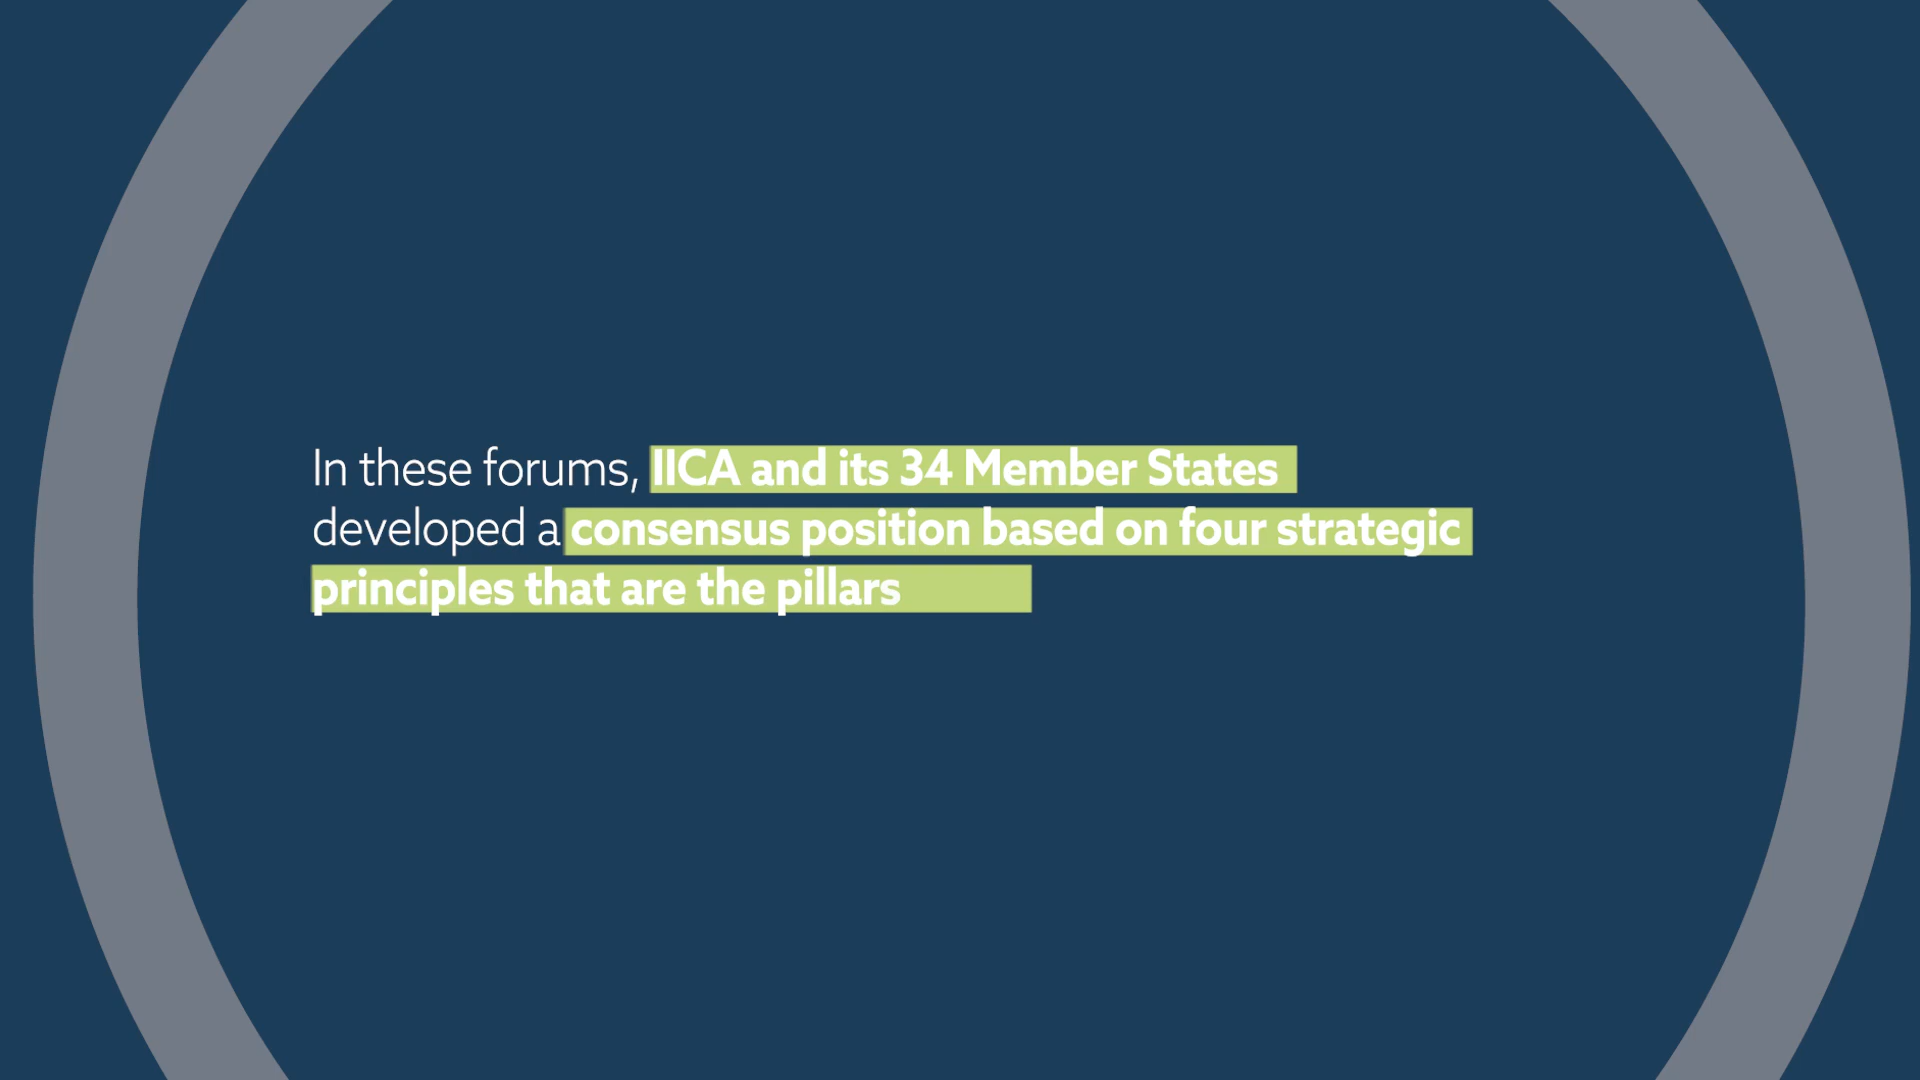 In these forums, IICA and its 34 Member States
developed a consensus position based on four strategic
principles that are the pillars